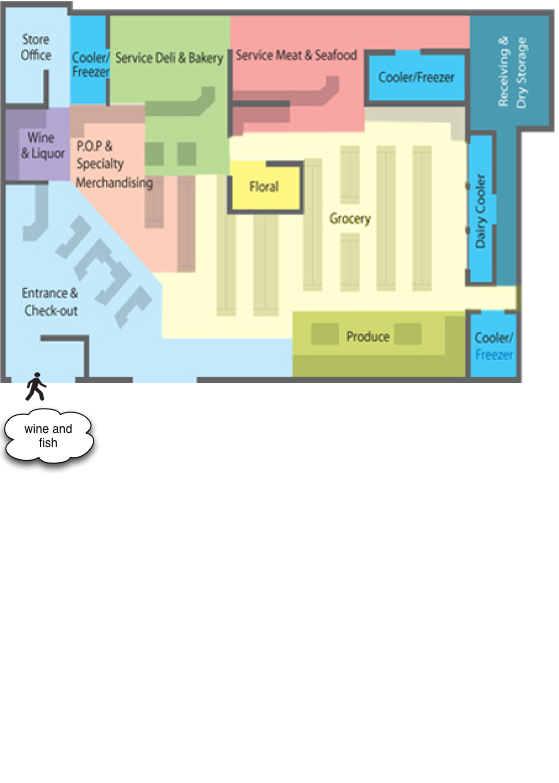 Store
Office
Cooler/
Freezer
Service Deli & Bakery
Service Meat & Seafood
Cooler/Freezer
Receiving &
Dry Storage
Wine
& Liquor
P.O.P &
Specialty
Merchandising
Floral
Grocery
Dairy Cooler
Entrance &
Check-out
Produce
Cooler/
Freezer
wine and
fish